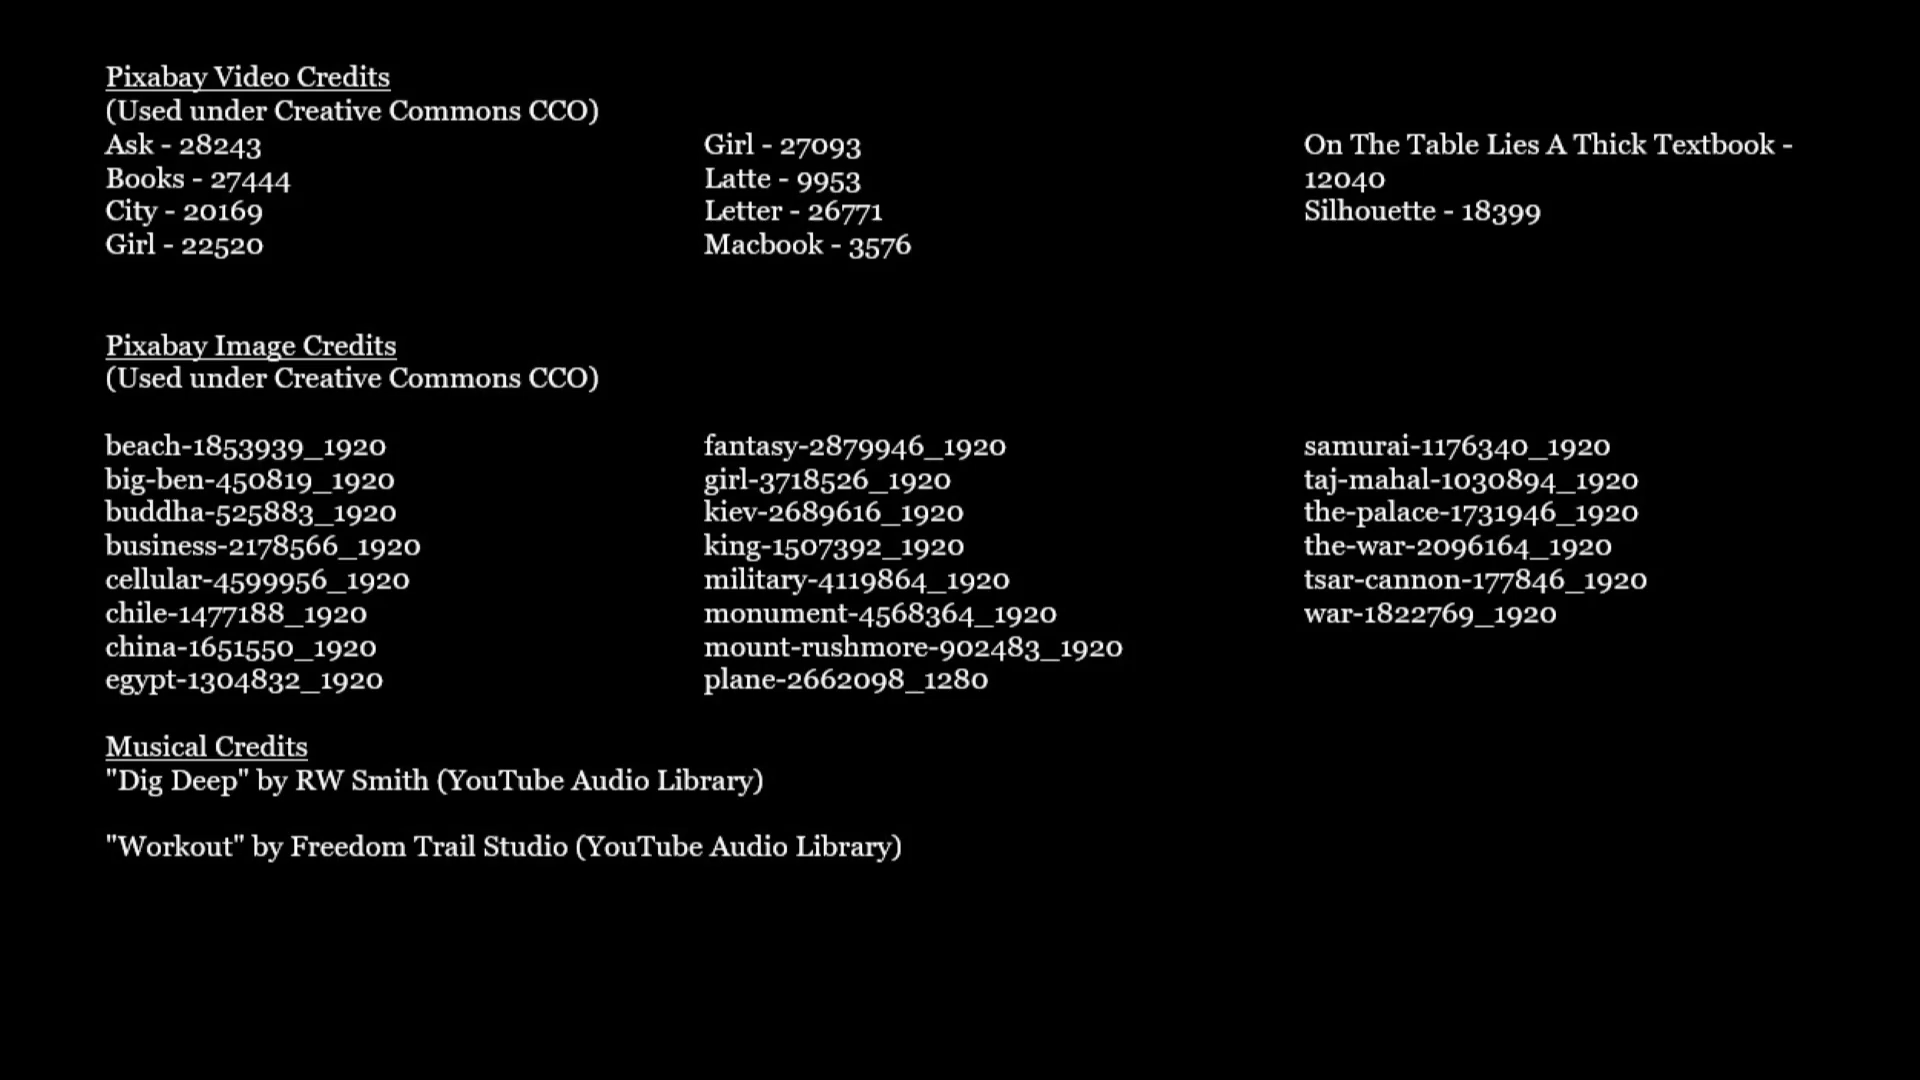 Pixabay Video Credits
(Used under Creative Commons CCO)
Ask - 28243
Books - 27444
City - 20169
Girl - 22520
Girl - 27093
Latte - 9953
Letter - 26771
Macbook - 3576
On The Table Lies A Thick Textbook -
12040
Silhouette - 18399
Pixabay Image Credits
(Used under Creative Commons CCO)
beach-1853939_1920
big-ben-450819_1920
buddha-525883_1920
business-2178566_1920
cellular-4599956_1920
chile-1477188_1920
china-1651550_1920
egypt-1304832_1920
fantasy-2879946_1920
girl-3718526_1920
kiev-2689616_1920
king-1507392_1920
military-4119864_1920
monument-4568364_1920
mount-rushmore-902483_1920
plane-2662098_1280
samurai-1176340_1920
taj-mahal-1030894_1920
the-palace-1731946_1920
the-war-2096164_1920
tsar-cannon-177846_1920
war-1822769_1920
Musical Credits
"Dig Deep" by RW Smith (YouTube Audio Library)
"Workout" by Freedom Trail Studio (YouTube Audio Library)